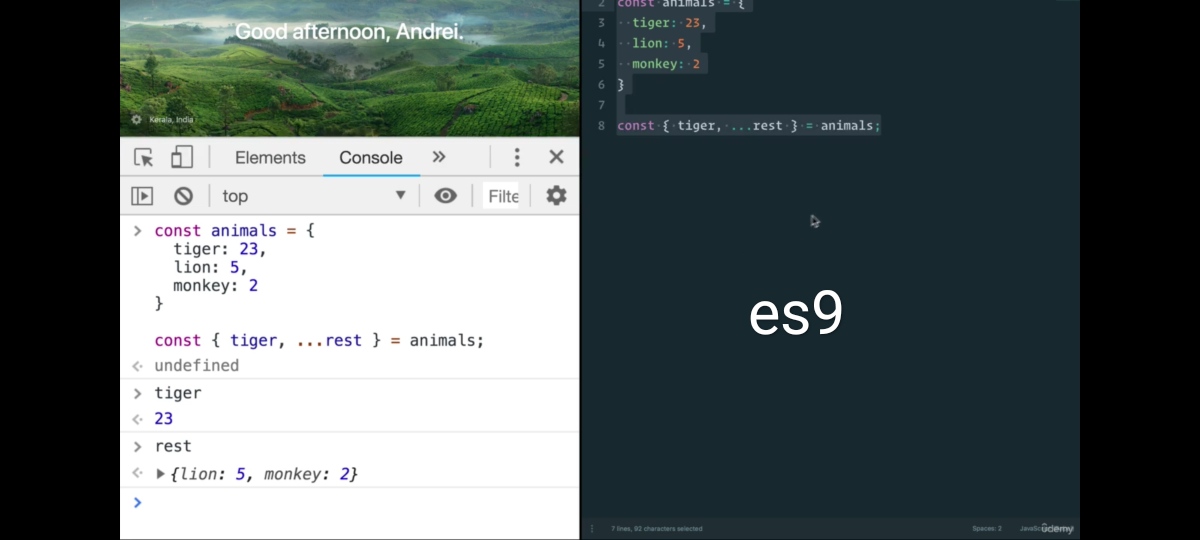 Good afternoon, Andrei.
Kerala, India
Elements Console
top Filte
const animals = {
tiger: 23,
lion: 5,
monkey: 2
}
const { tiger, ...rest } = animals;
undefined
tiger
23
rest
{lion: 5, monkey: 2}
2 const animals = {
3 tiger: 23,
4 lion: 5,
5 monkey: 2
6 }
7
8 const { tiger, ...rest } = animals;
es9
7 lines, 92 characters selected
Spaces: 2
udemy